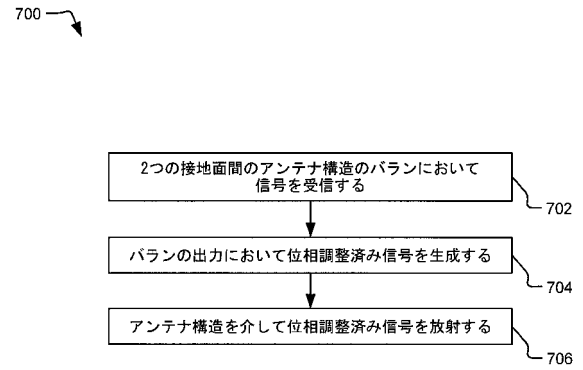 700
2つの接地面間のアンテナ構造のバランにおいて
信号を受信する
702
バランの出力において位相調整済み信号を生成する
704
アンテナ構造を介して位相調整済み信号を放射する
706